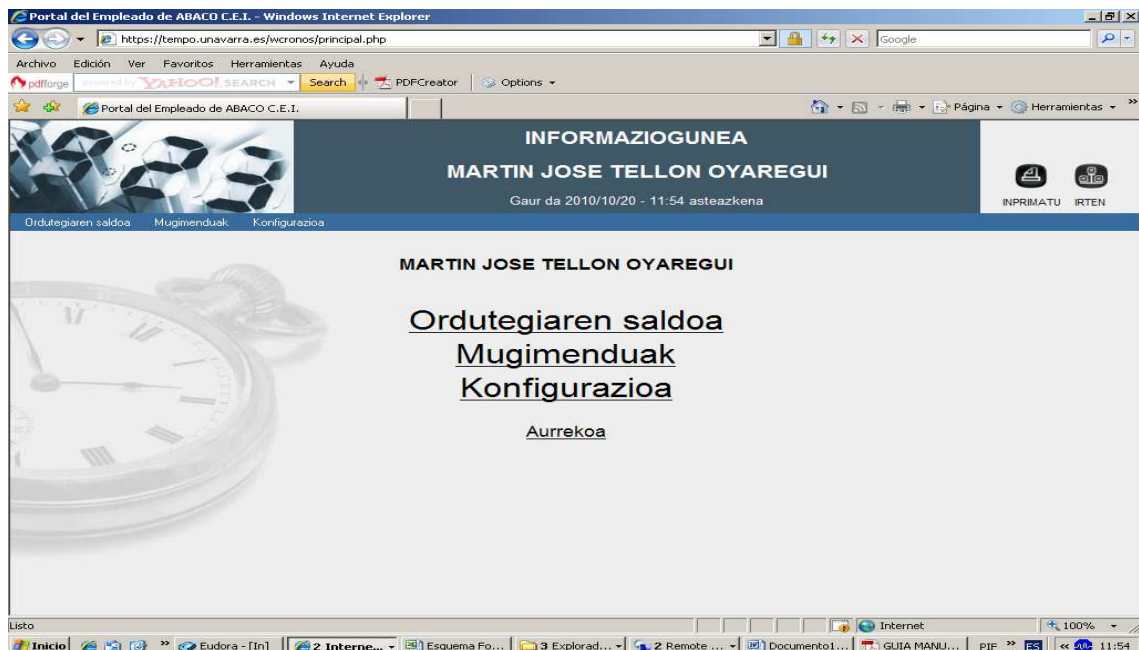 Portal del Empleado de ABACO C.E.I. - Windows Internet Explorer
https://tempo.unavarra.es/wcronos/principal.php
Google
Archivo Edición Ver Favoritos Herramientas Ayuda
pdfforge powered by YAHOO! SEARCH Search PDFCreator Options
Portal del Empleado de ABACO C.E.I.
Página Herramientas »
INFORMAZIOGUNEA
MARTIN JOSE TELLON OYAREGUI
Gaur da 2010/10/20 - 11:54 asteazkena
INPRIMATU IRTEN
Ordutegiaren saldoa Mugimenduak Konfigurazioa
MARTIN JOSE TELLON OYAREGUI
Ordutegiaren saldoa
Mugimenduak
Konfigurazioa
Aurrekoa
Listo
Internet
100%
Inicio » Eudora - [In] 2 Interne... Esquema Fo... 3 Explorad... 2 Remote ... Documento1... GUIA MANU... PIF » ES « 11:54